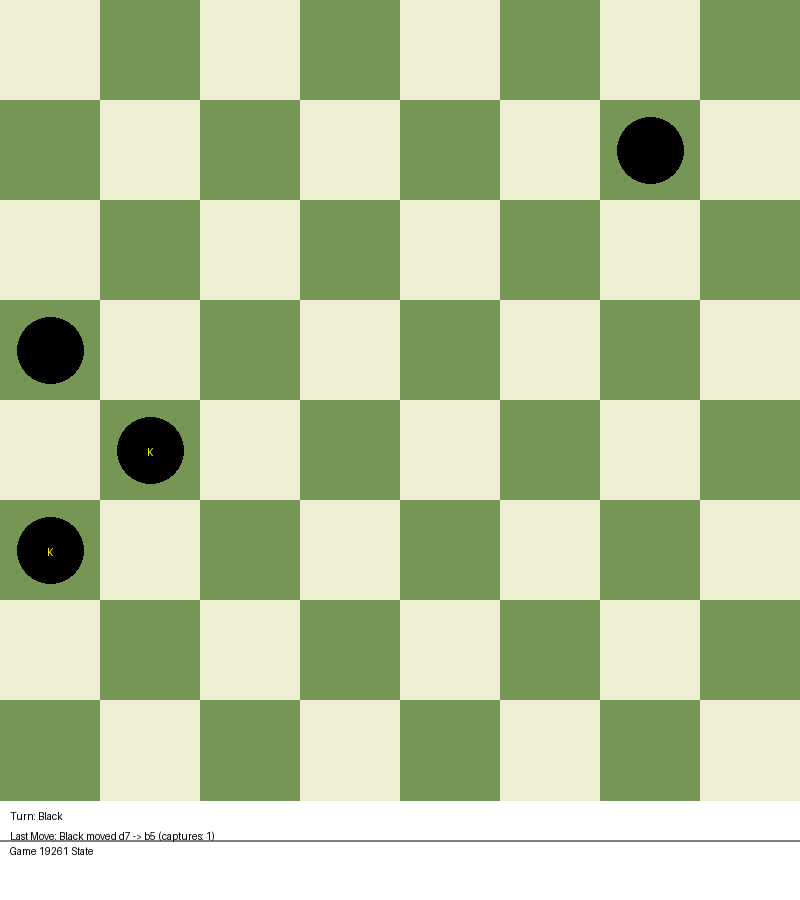 K
K
Turn: Black
Last Move: Black moved d7 -> b5 (captures: 1)
Game 19261 State